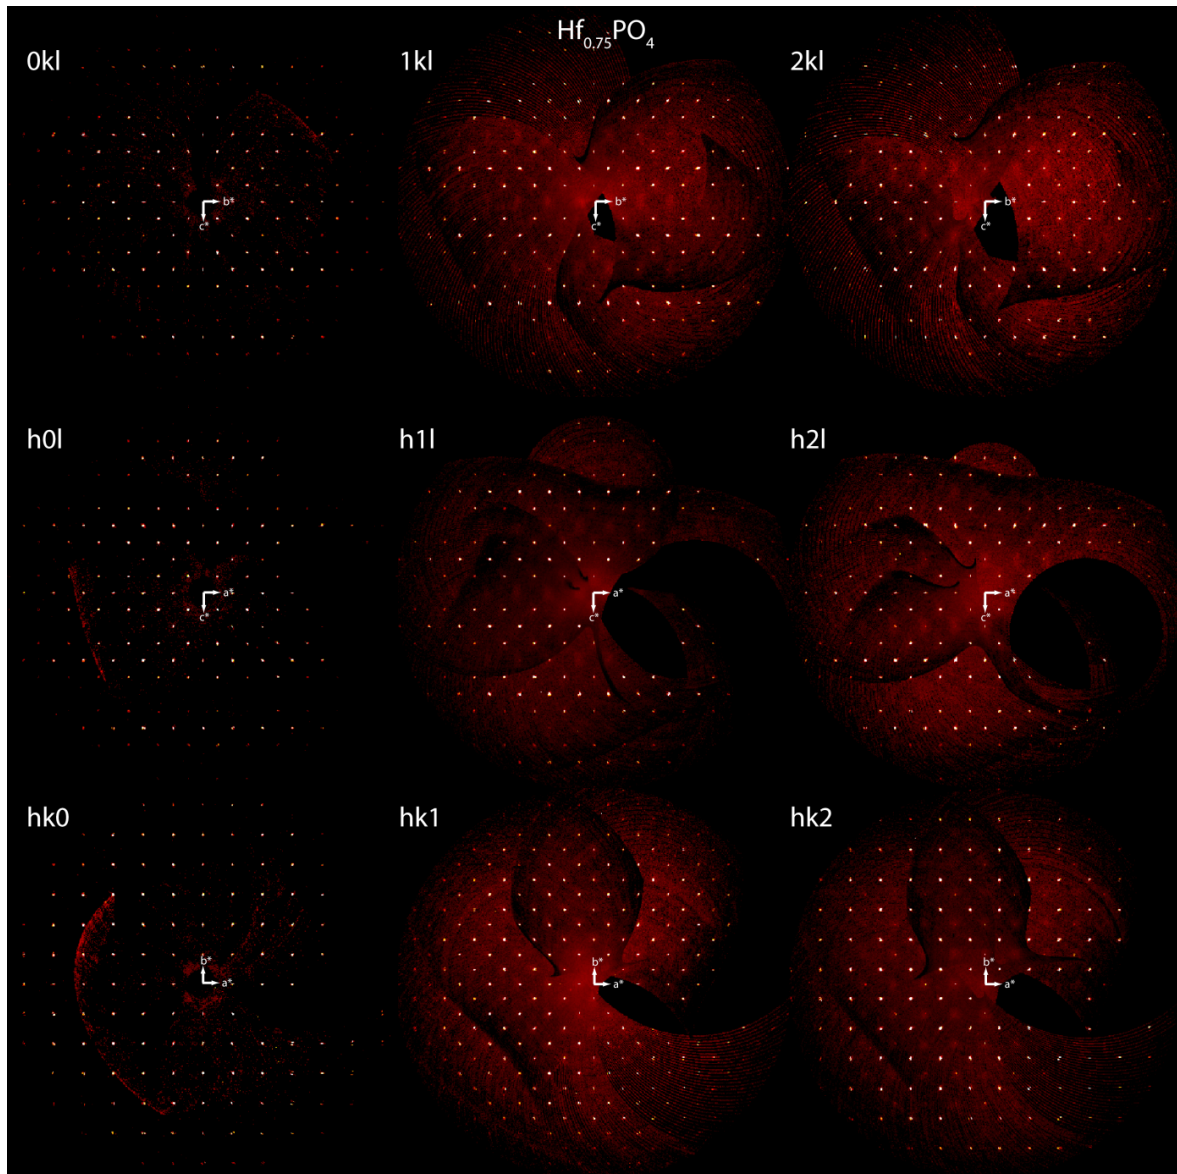 Hf0.75PO4
0kl
1kl
2kl
b*
c*
b*
c*
b*
c*
h0l
h1l
h2l
a*
c*
a*
c*
a*
c*
hk0
hk1
hk2
b*
a*
b*
a*
b*
a*